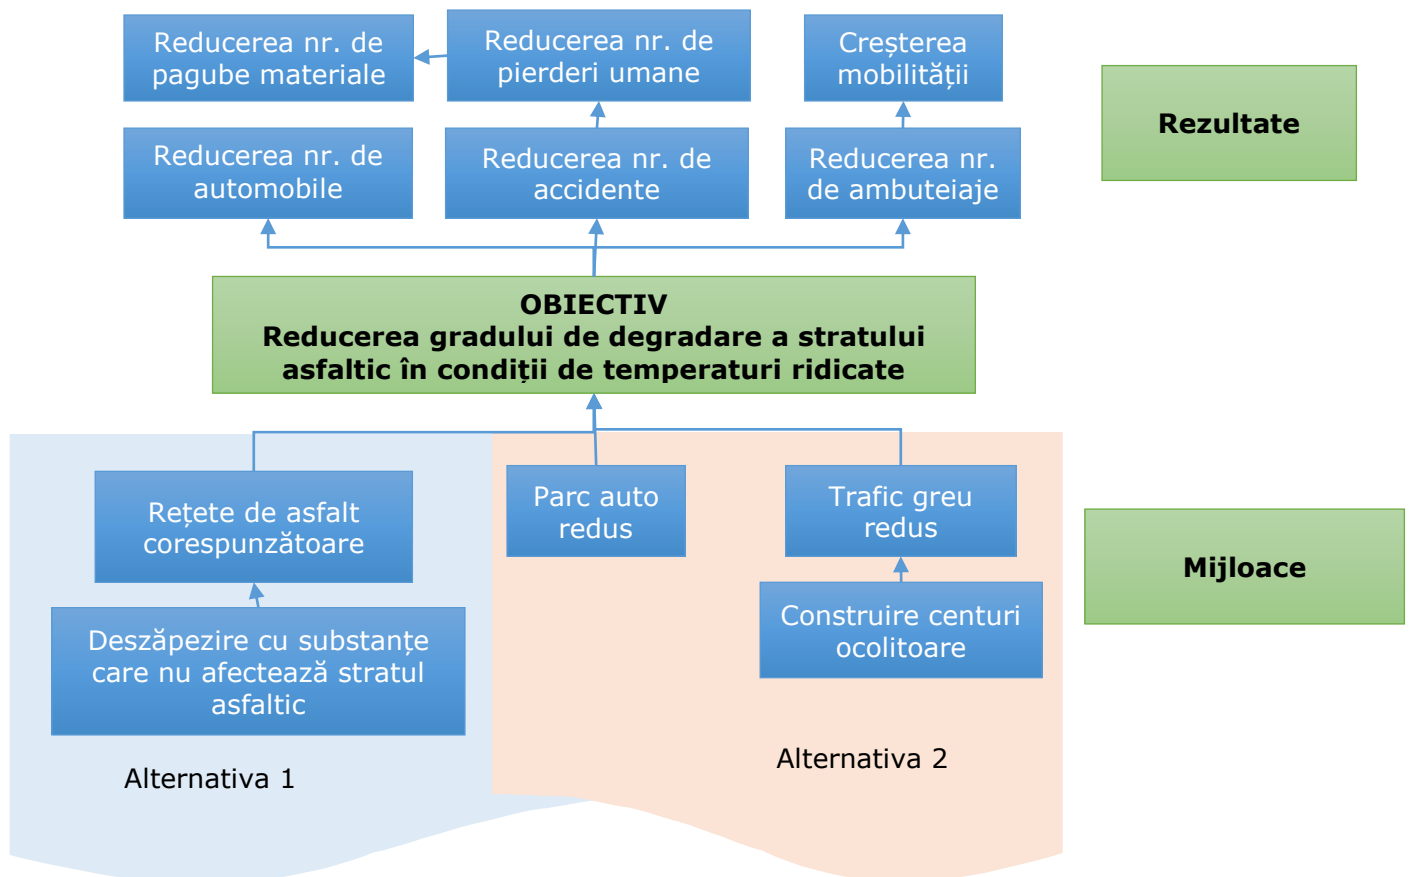 Reducerea nr. de
pagube materiale
Reducerea nr. de
pierderi umane
Creșterea
mobilității
Rezultate
Reducerea nr. de
automobile
Reducerea nr. de
accidente
Reducerea nr.
de ambuteiaje
OBIECTIV
Reducerea gradului de degradare a stratului
asfaltic în condiții de temperaturi ridicate
Rețete de asfalt
corespunzătoare
Parc auto
redus
Trafic greu
redus
Mijloace
Deszăpezire cu substanțe
care nu afectează stratul
asfaltic
Construire centuri
ocolitoare
Alternativa 1
Alternativa 2